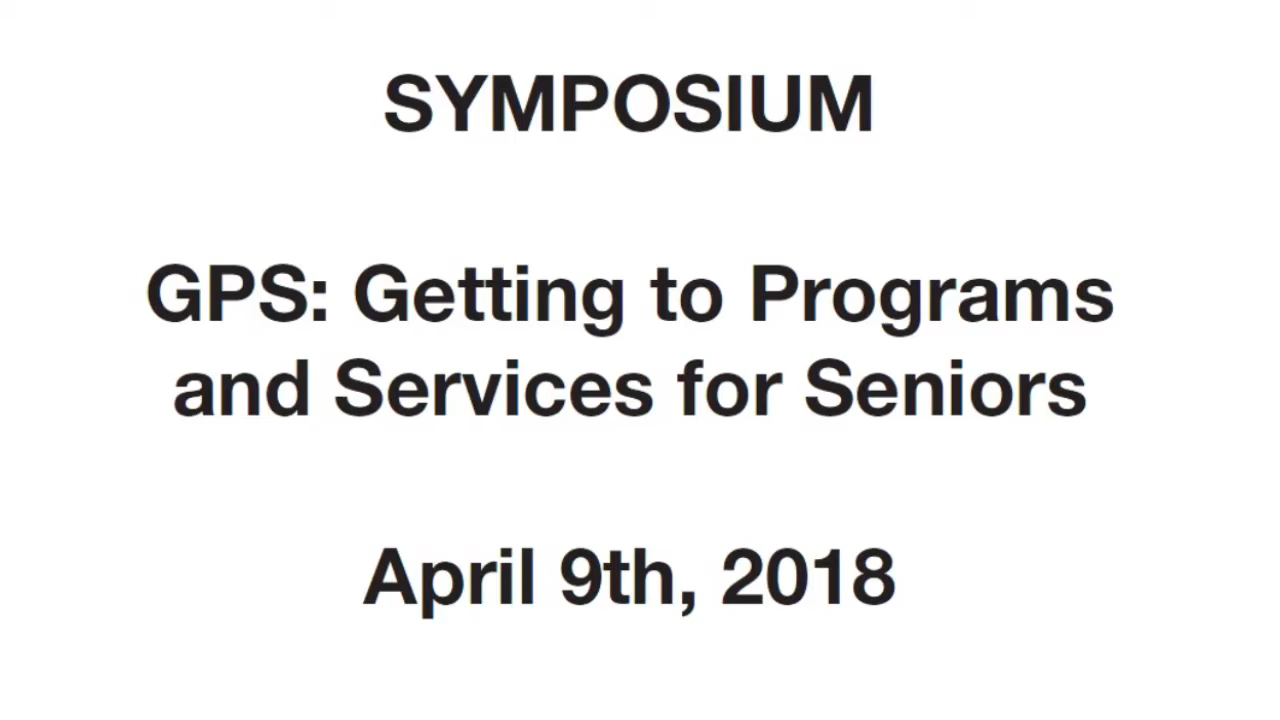 SYMPOSIUM
GPS: Getting to Programs
and Services for Seniors
April 9th, 2018